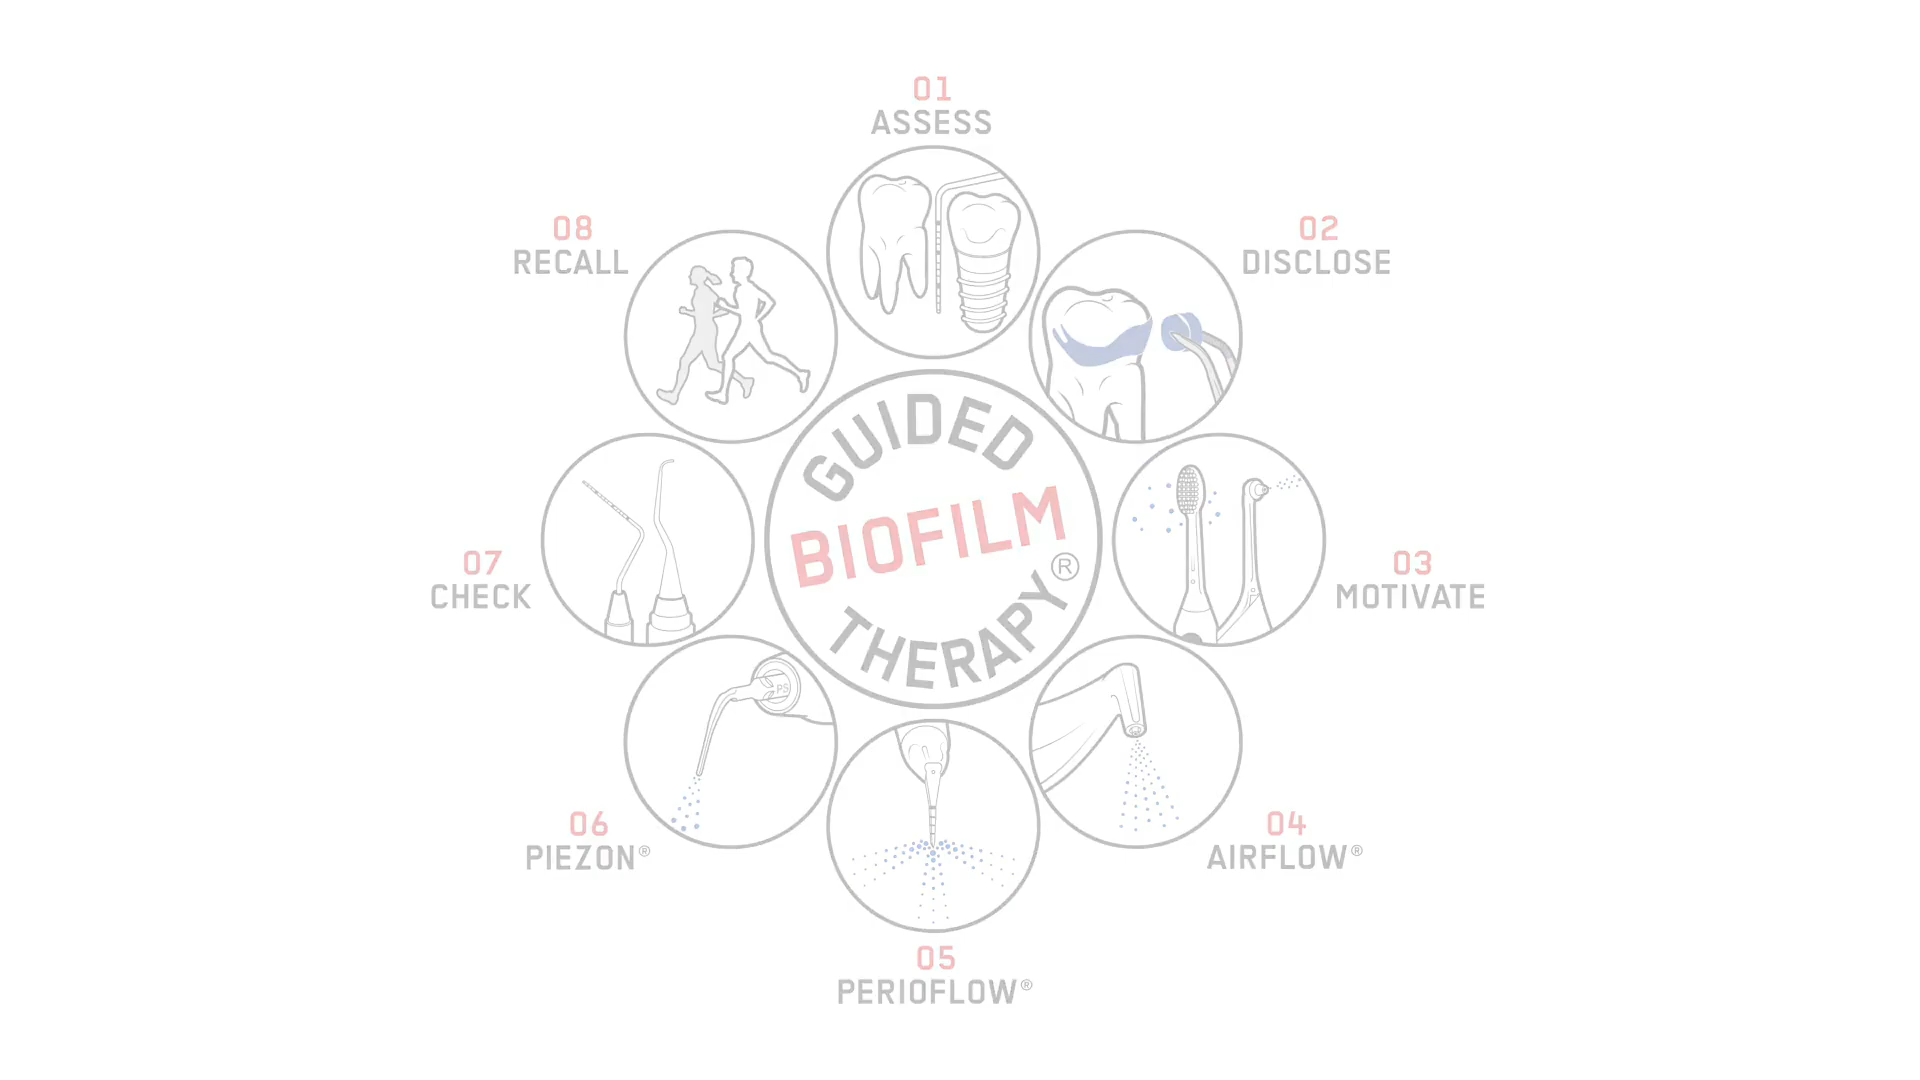 01
ASSESS
02
DISCLOSE
03
MOTIVATE
04
AIRFLOW®
05
PERIOFLOW®
06
PIEZON®
PS
07
CHECK
08
RECALL
GUIDED
BIOFILM
THERAPY®